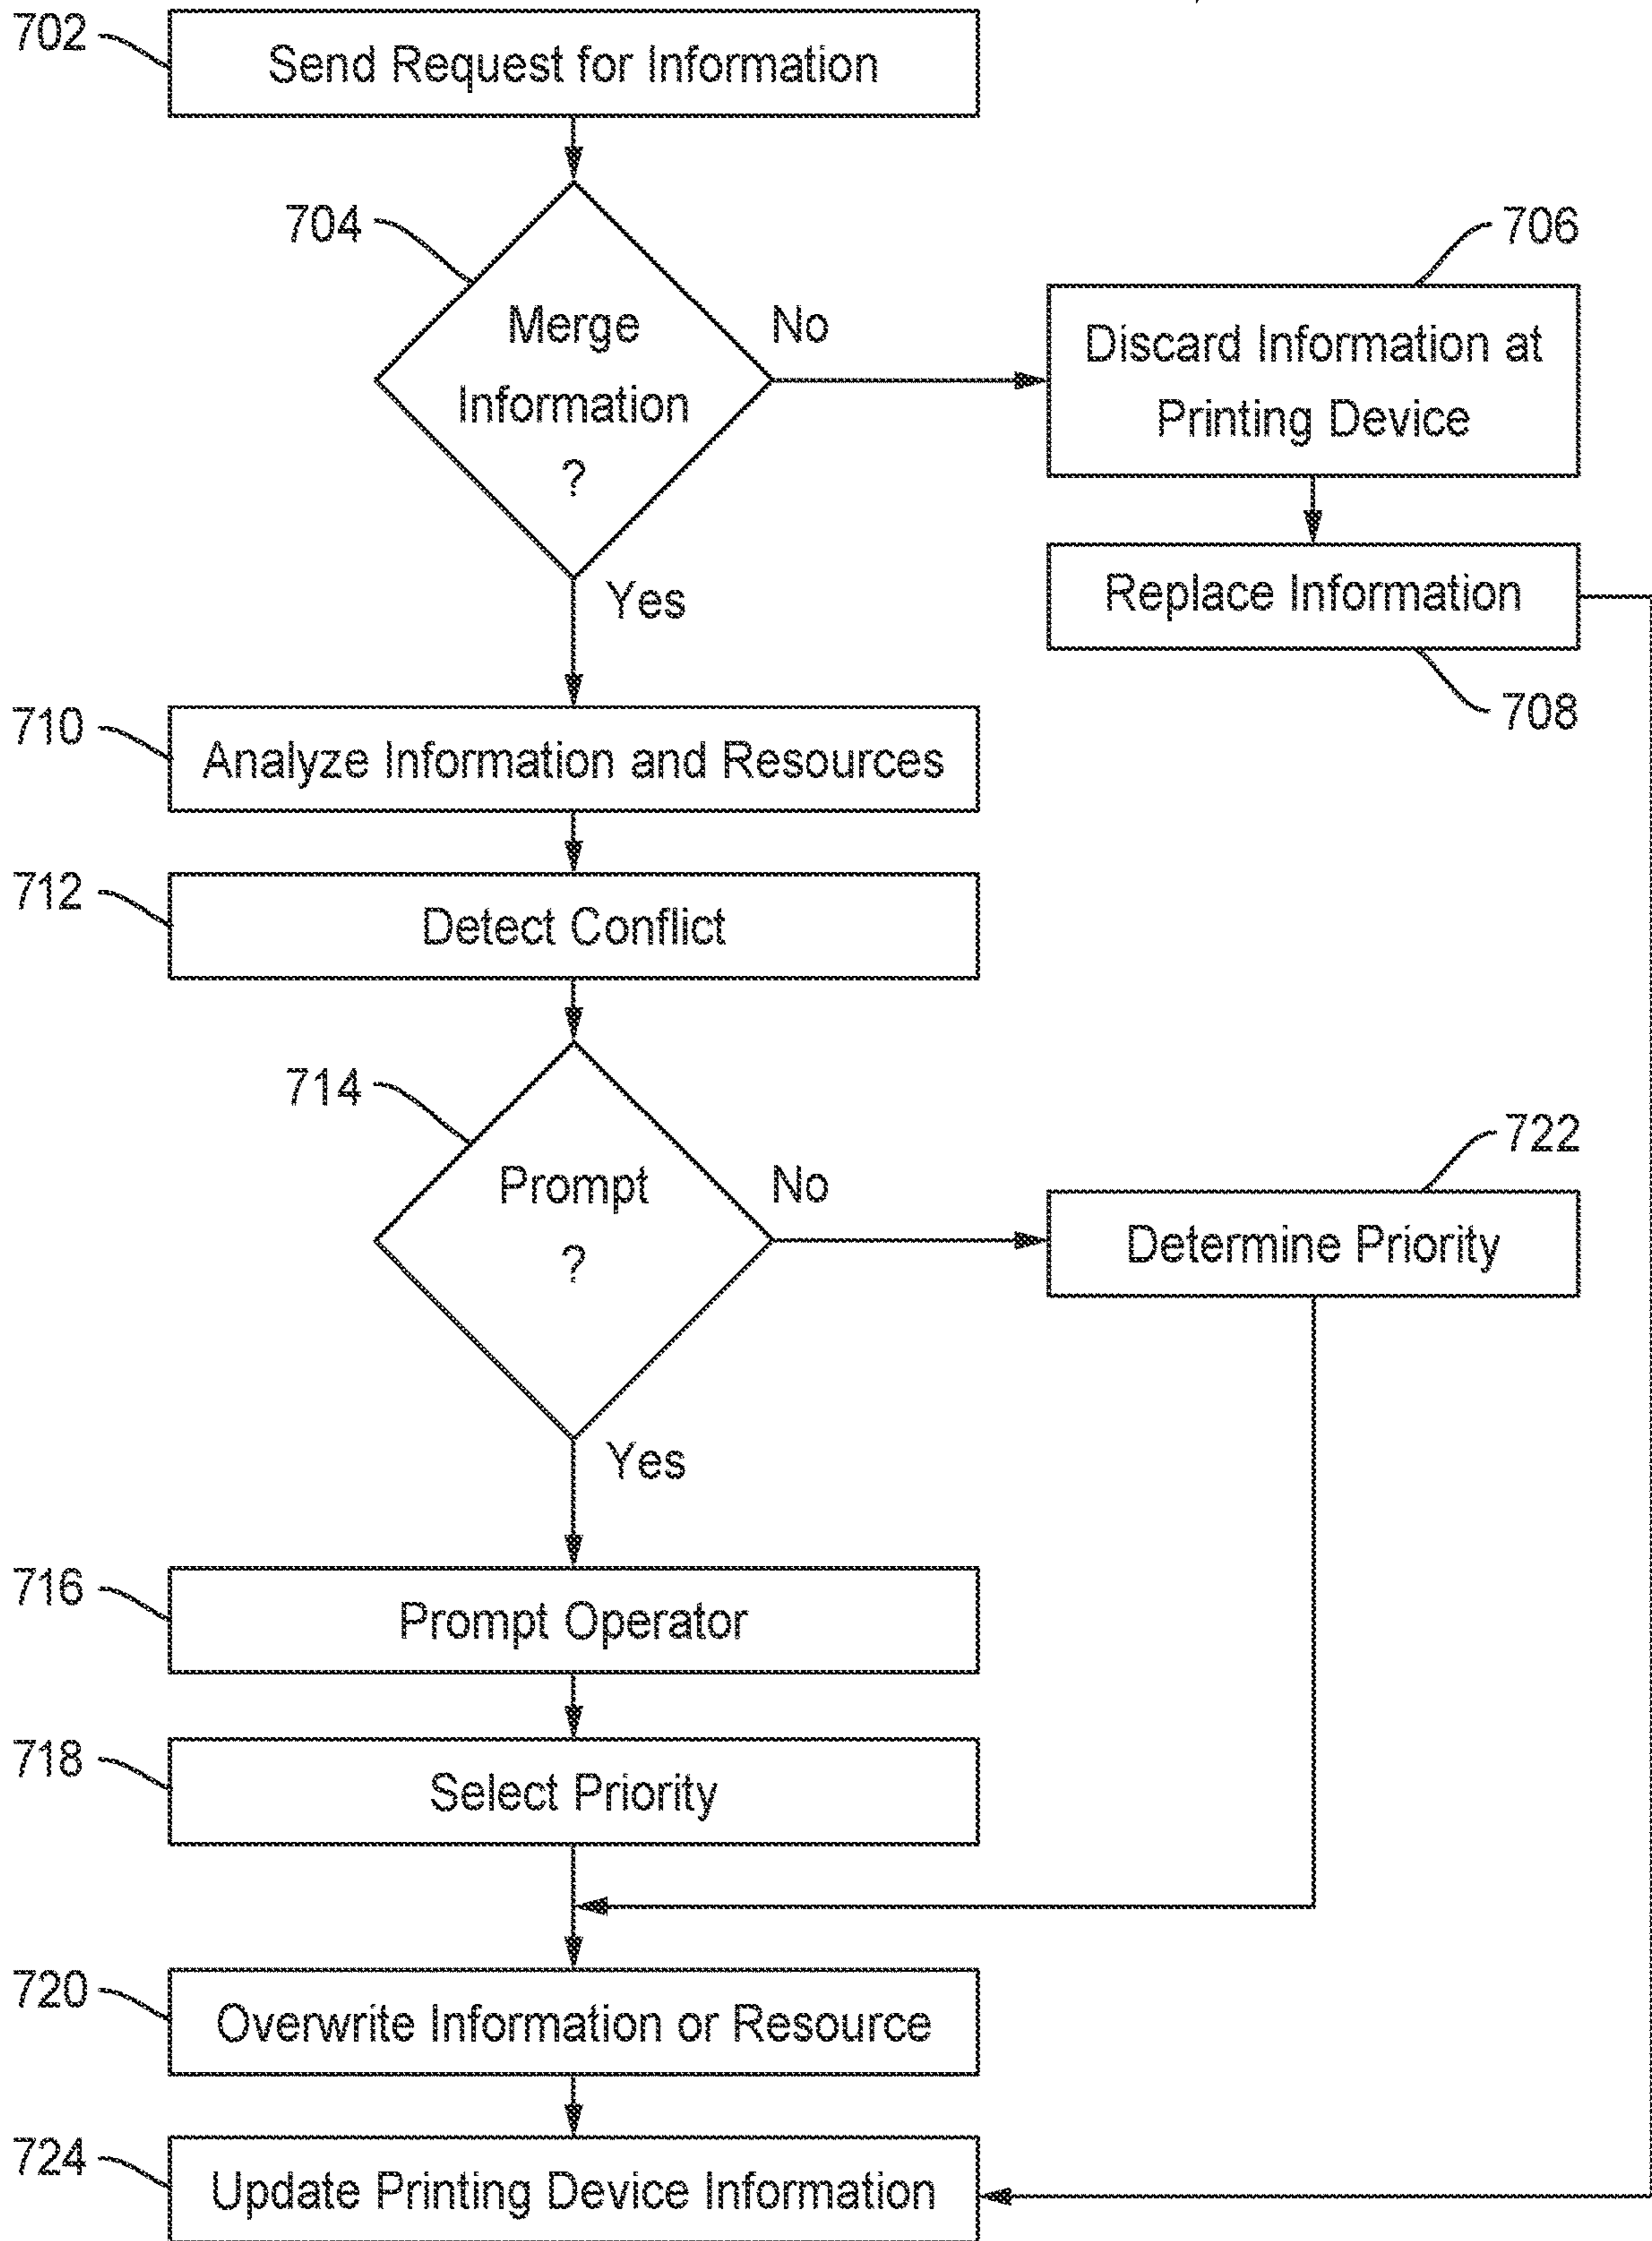 702
Send Request for Information
704
Merge
Information
?
No
Yes
706
Discard Information at
Printing Device
Replace Information
708
710
Analyze Information and Resources
712
Detect Conflict
714
Prompt
?
No
Yes
722
Determine Priority
716
Prompt Operator
718
Select Priority
720
Overwrite Information or Resource
724
Update Printing Device Information